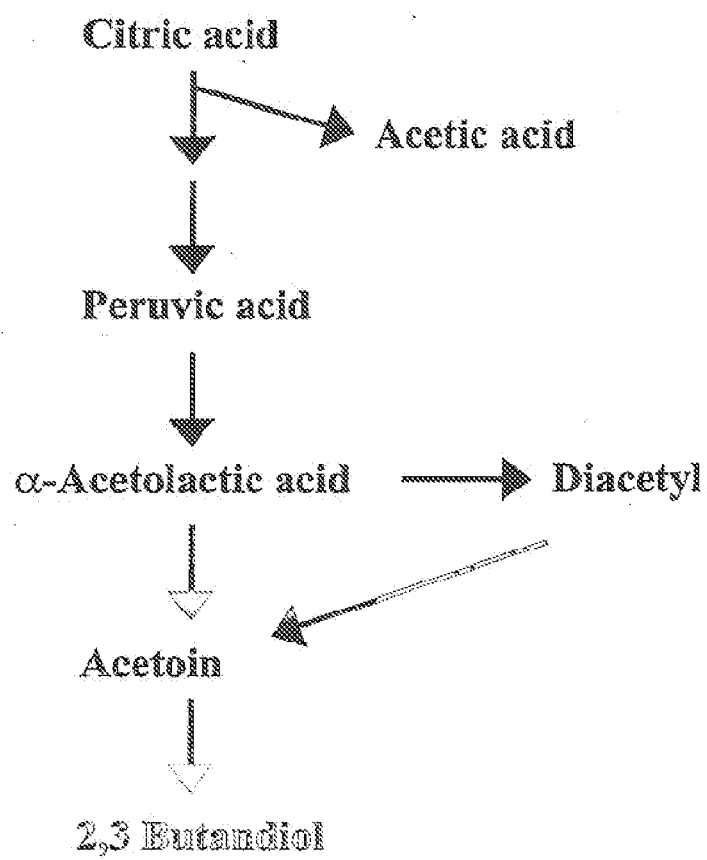 Citric acid
Acetic acid
Peruvic acid
α-Acetolactic acid
Diacetyl
Acetoin
2,3 Butandiol